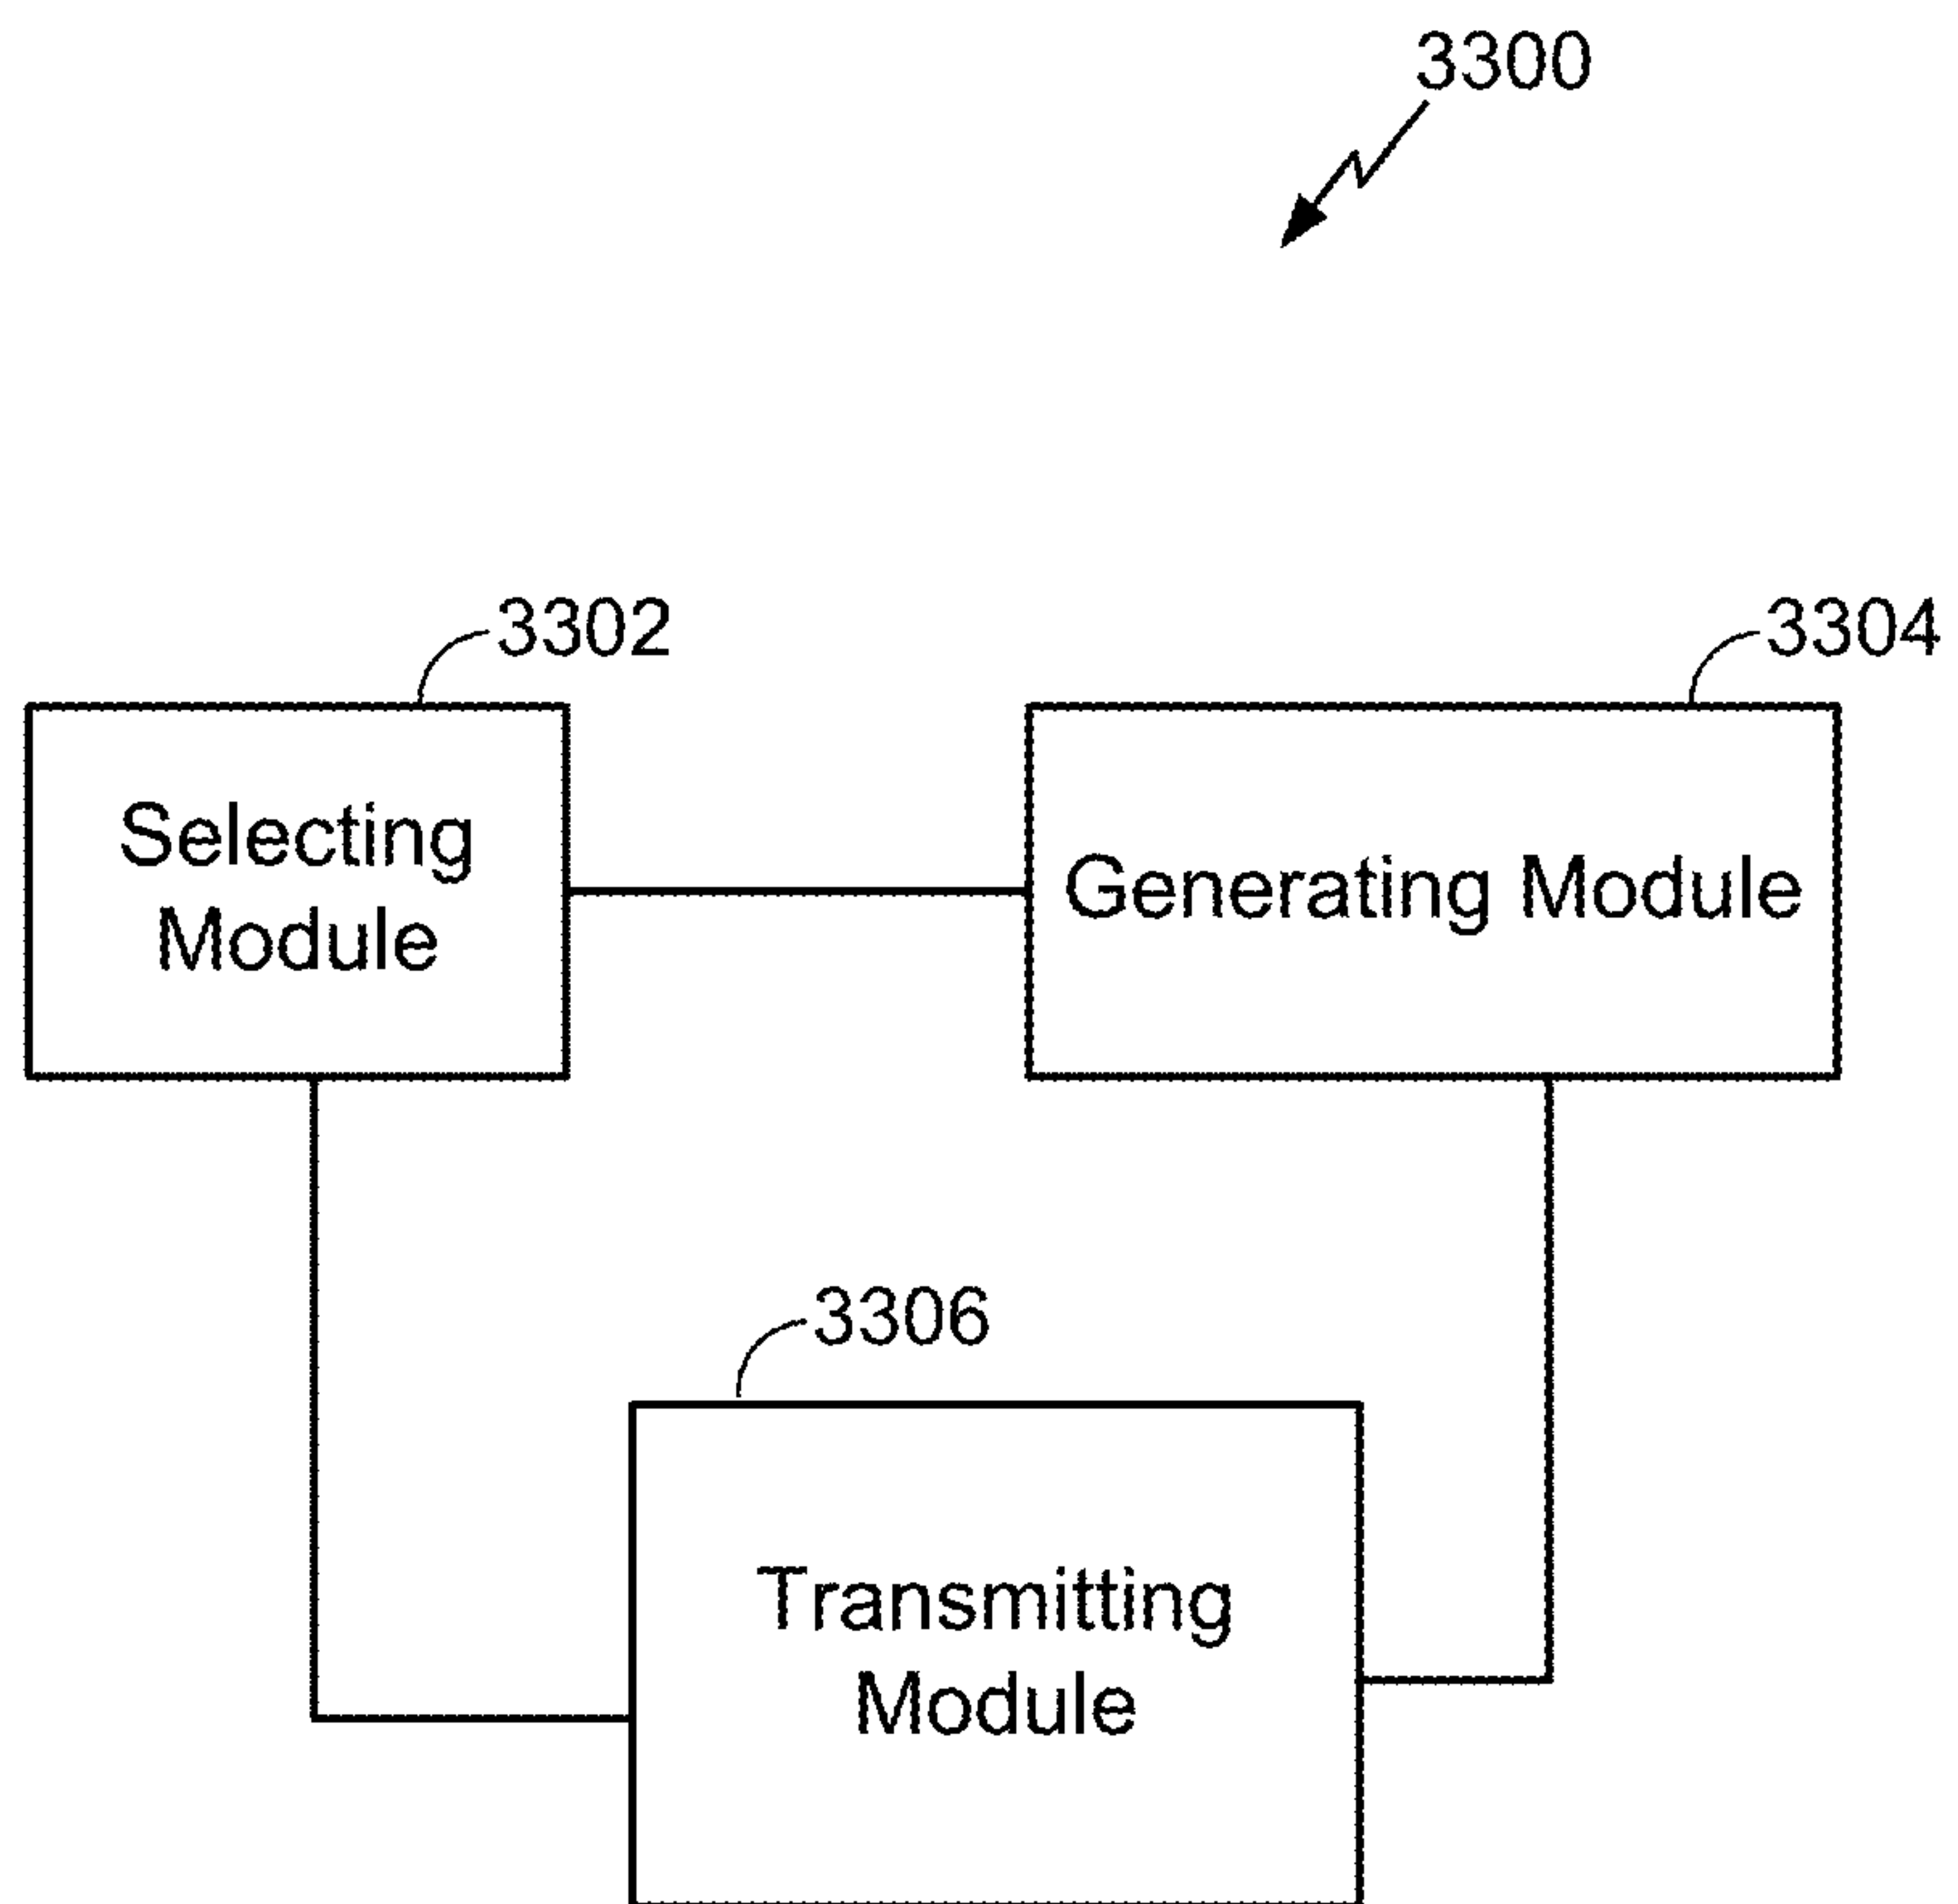 3300
3302
3304
Selecting
Module
Generating Module
3306
Transmitting
Module